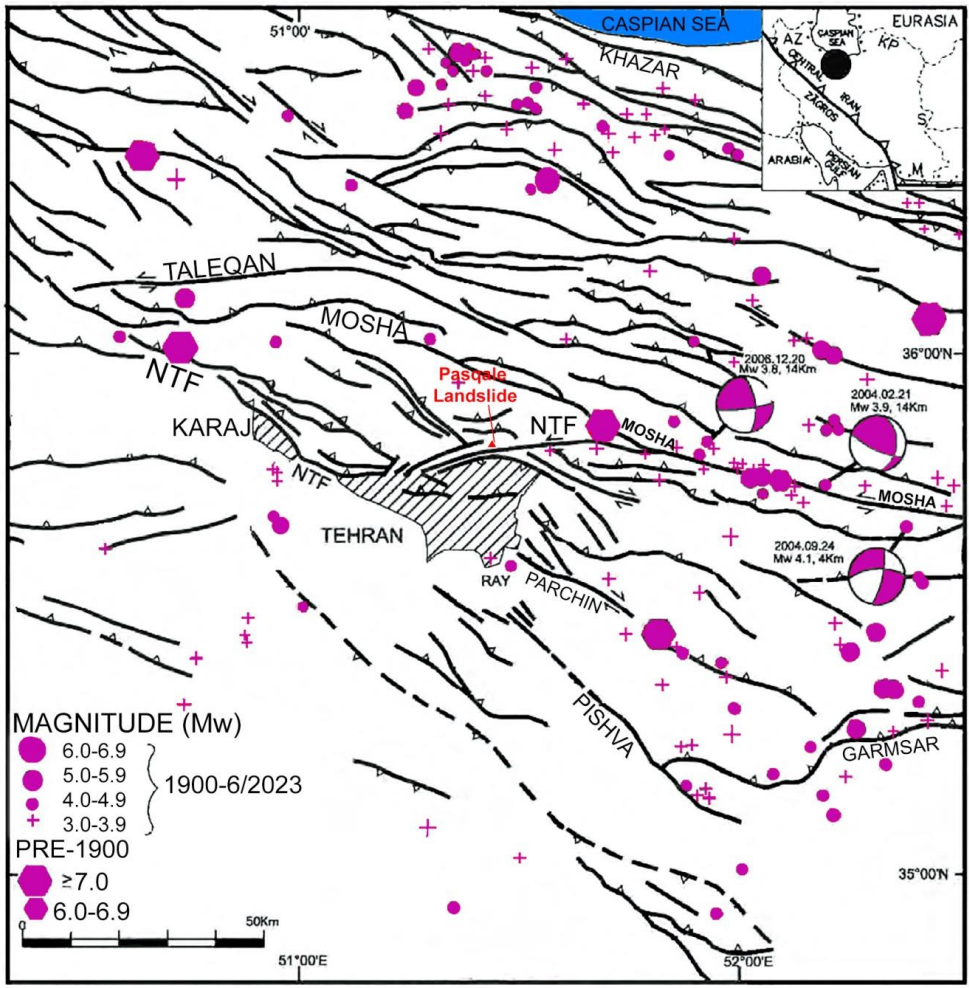 CASPIAN SEA
51°00'
KHAZAR
EURASIA
AZ
CASPIAN
SEA
KP
CENTRAL
IRAN
ZAGROS
S
ARABIA
PERSIAN
GULF
M
TALEQAN
MOSHA
36°00'N
NTF
2006.12.20
Mw 3.8, 14Km
Pasqale
Landslide
2004.02.21
Mw 3.9, 14Km
KARAJ
NTF
MOSHA
NTF
MOSHA
TEHRAN
2004.09.24
Mw 4.1, 4Km
RAY
PARCHIN
PISHVA
GARMSAR
MAGNITUDE (Mw)
6.0-6.9
5.0-5.9
4.0-4.9
3.0-3.9
1900-6/2023
PRE-1900
≥7.0
6.0-6.9
35°00'N
0
50Km
51°00'E
52°00'E